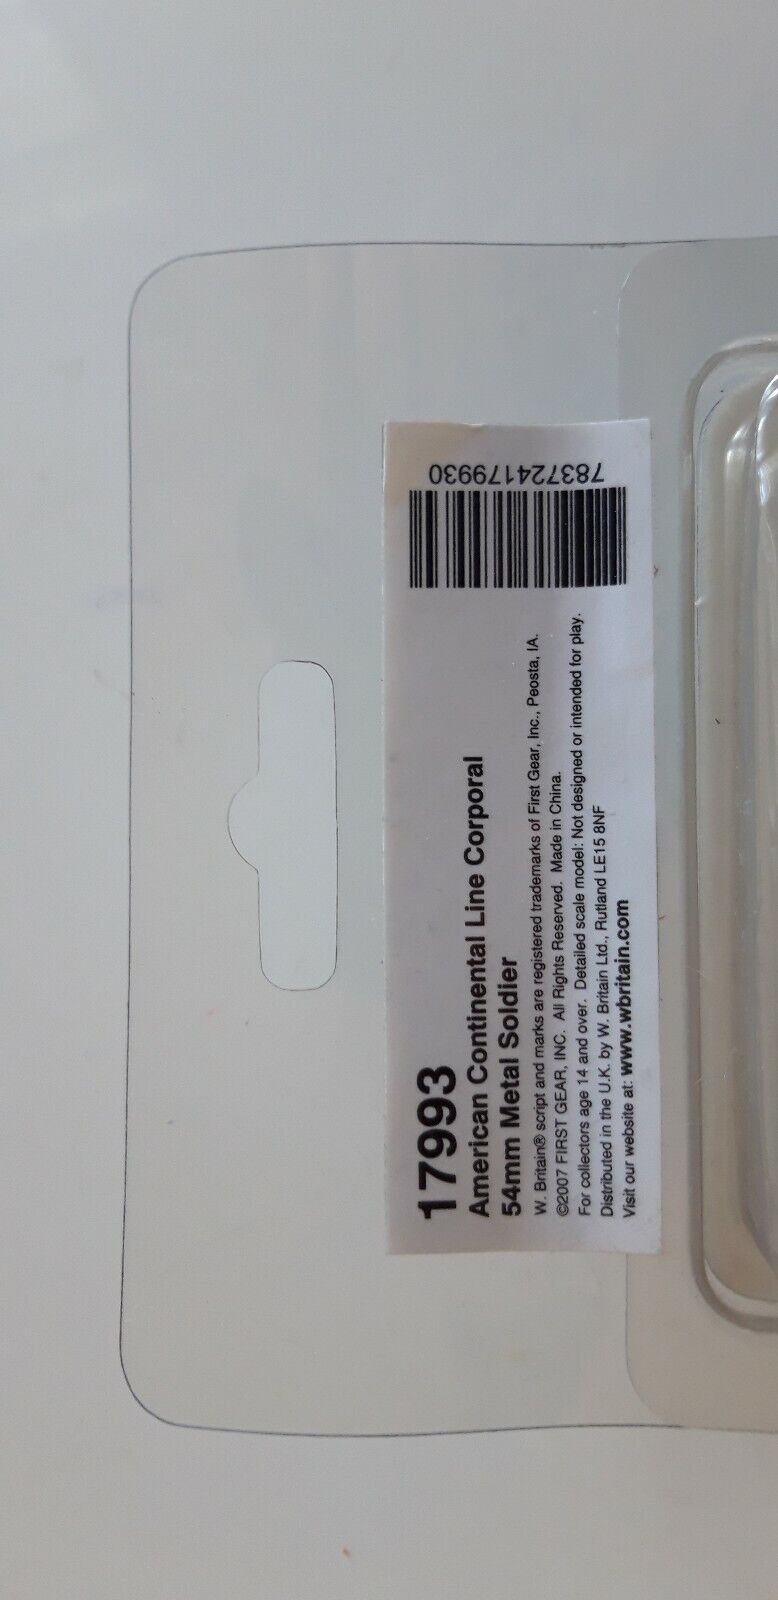 17993
American Continental Line Corporal
54mm Metal Soldier
W. Britain® script and marks are registered trademarks of First Gear, Inc., Peosta, IA.
©2007 FIRST GEAR, INC. All Rights Reserved. Made in China.
For collectors age 14 and over. Detailed scale model: Not designed or intended for play.
Distributed in the U.K. by W. Britain Ltd., Rutland LE15 8NF
Visit our website at: www.wbritain.com
783724179930